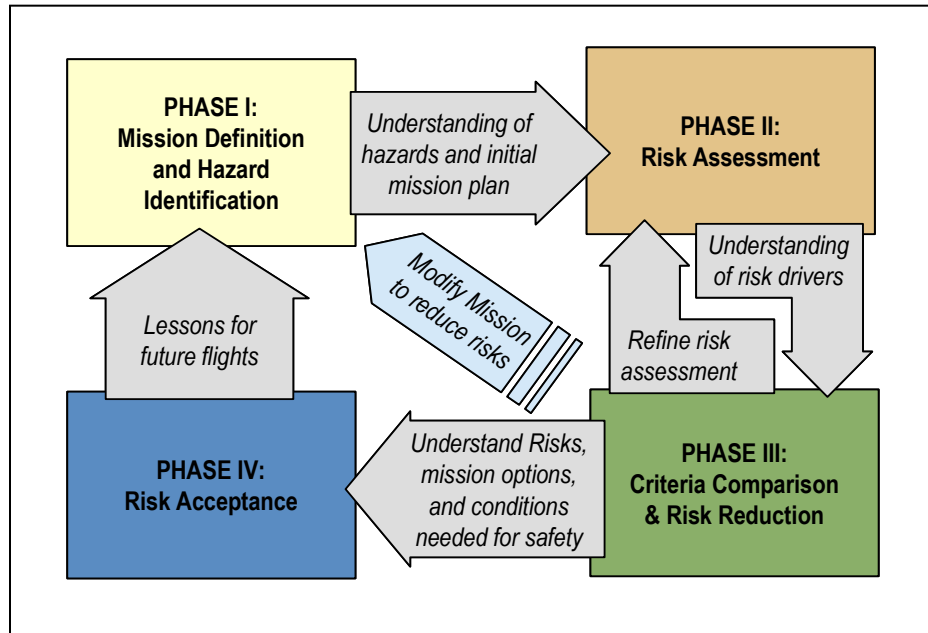 PHASE I:
Mission Definition
and Hazard
Identification
Understanding of
hazards and initial
mission plan
PHASE II:
Risk Assessment
Understanding
of risk drivers
Refine risk
assessment
Modify Mission
to reduce risks
Lessons for
future flights
PHASE III:
Criteria Comparison
& Risk Reduction
Understand Risks,
mission options,
and conditions
needed for safety
PHASE IV:
Risk Acceptance